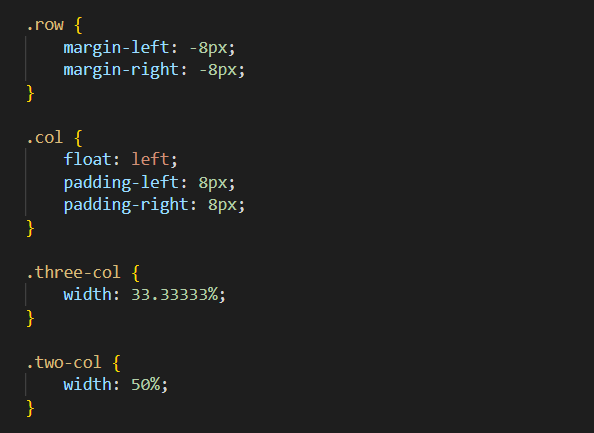 .row {
    margin-left: -8px;
    margin-right: -8px;
}

.col {
    float: left;
    padding-left: 8px;
    padding-right: 8px;
}

.three-col {
    width: 33.33333%;
}

.two-col {
    width: 50%;
}